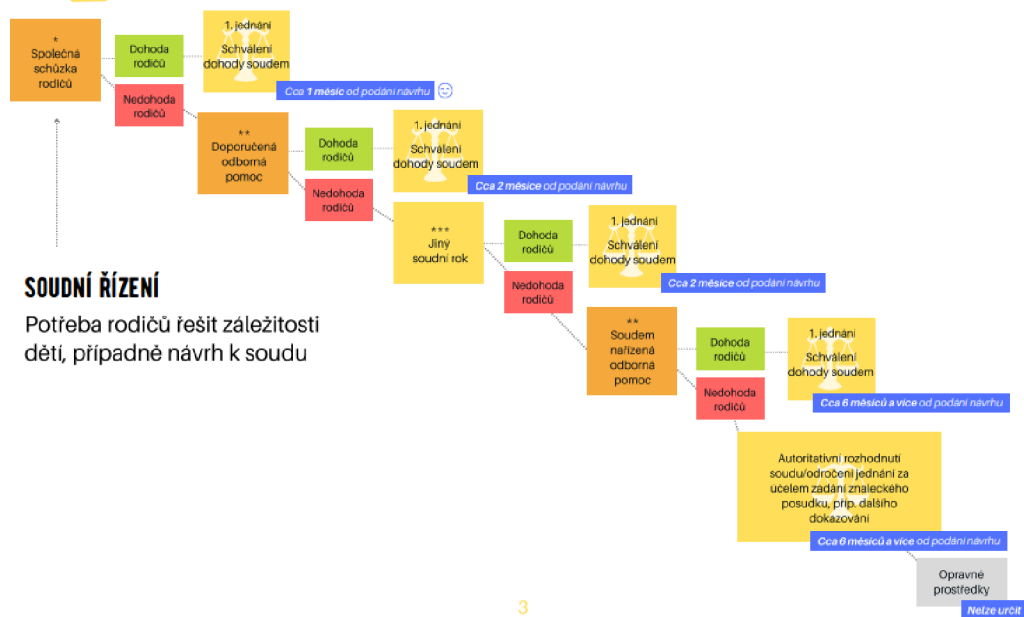 *
Společná
schůzka
rodičů
Dohoda
rodičů
Nedohoda
rodičů
1. jednání
Schválení
dohody soudem
Cca 1 měsíc od podání návrhu
**
Doporučená
odborná
pomoc
Dohoda
rodičů
Nedohoda
rodičů
1. jednání
Schválení
dohody soudem
Cca 2 měsíce od podání návrhu
***
Jiný
soudní rok
Dohoda
rodičů
Nedohoda
rodičů
1. jednání
Schválení
dohody soudem
Cca 2 měsíce od podání návrhu
SOUDNÍ ŘÍZENÍ
Potřeba rodičů řešit záležitosti
dětí, případně návrh k soudu
**
Soudem
nařízená
odborná
pomoc
Dohoda
rodičů
Nedohoda
rodičů
1. jednání
Schválení
dohody soudem
Cca 6 měsíců a více od podání návrhu
Autoritativní rozhodnutí
soudu/odročení jednání za
účelem zadání znaleckého
posudku, příp. dalšího
dokazování
Cca 6 měsíců a více od podání návrhu
Opravné
prostředky
Nelze určit
3